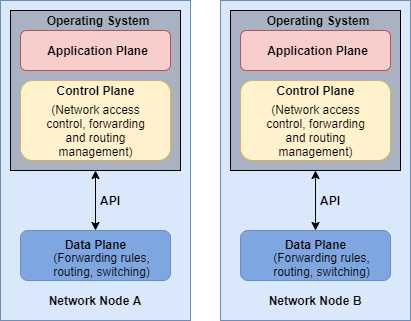 Operating System
Application Plane
Control Plane
(Network access
control, forwarding
and routing
management)
API
Data Plane
(Forwarding rules,
routing, switching)
Network Node A
Operating System
Application Plane
Control Plane
(Network access
control, forwarding
and routing
management)
API
Data Plane
(Forwarding rules,
routing, switching)
Network Node B